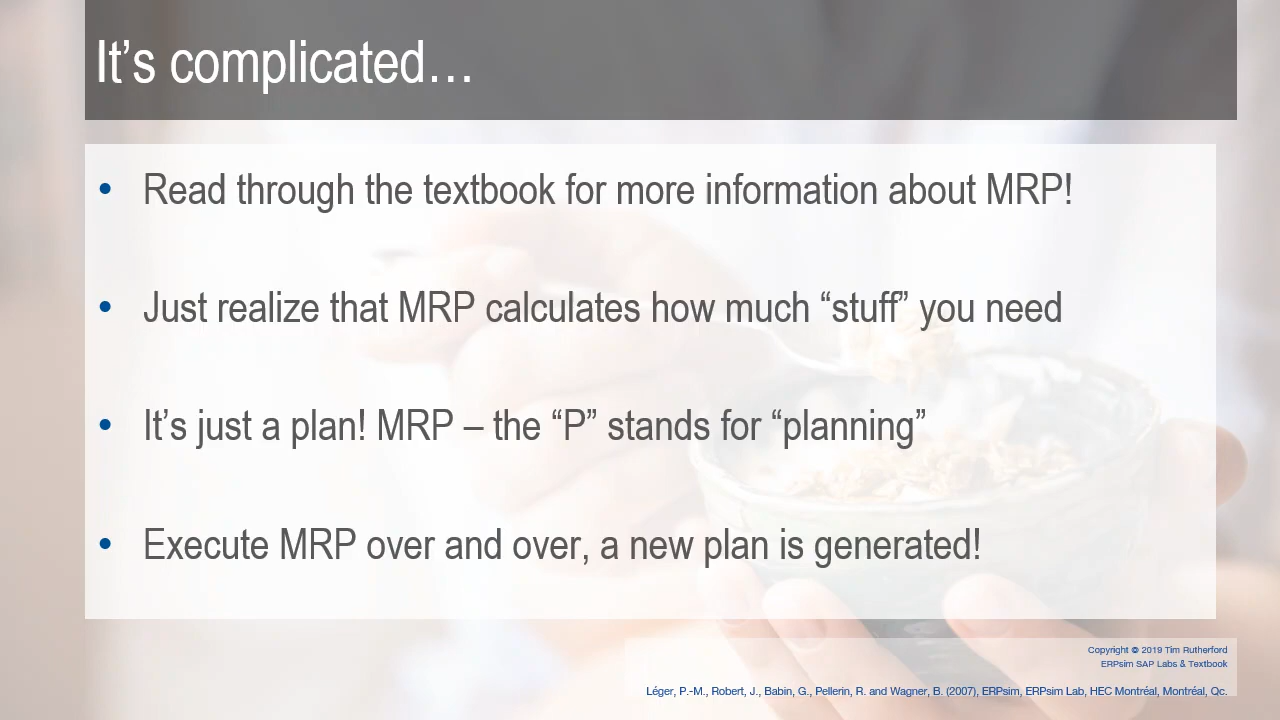 It’s complicated…
• Read through the textbook for more information about MRP!
• Just realize that MRP calculates how much “stuff” you need
• It’s just a plan! MRP – the “P” stands for “planning”
• Execute MRP over and over, a new plan is generated!
Copyright © 2019 Tim Rutherford
ERPsim SAP Labs & Textbook
Léger, P.-M., Robert, J., Babin, G., Pellerin, R. and Wagner, B. (2007), ERPsim, ERPsim Lab, HEC Montréal, Montréal, Qc.